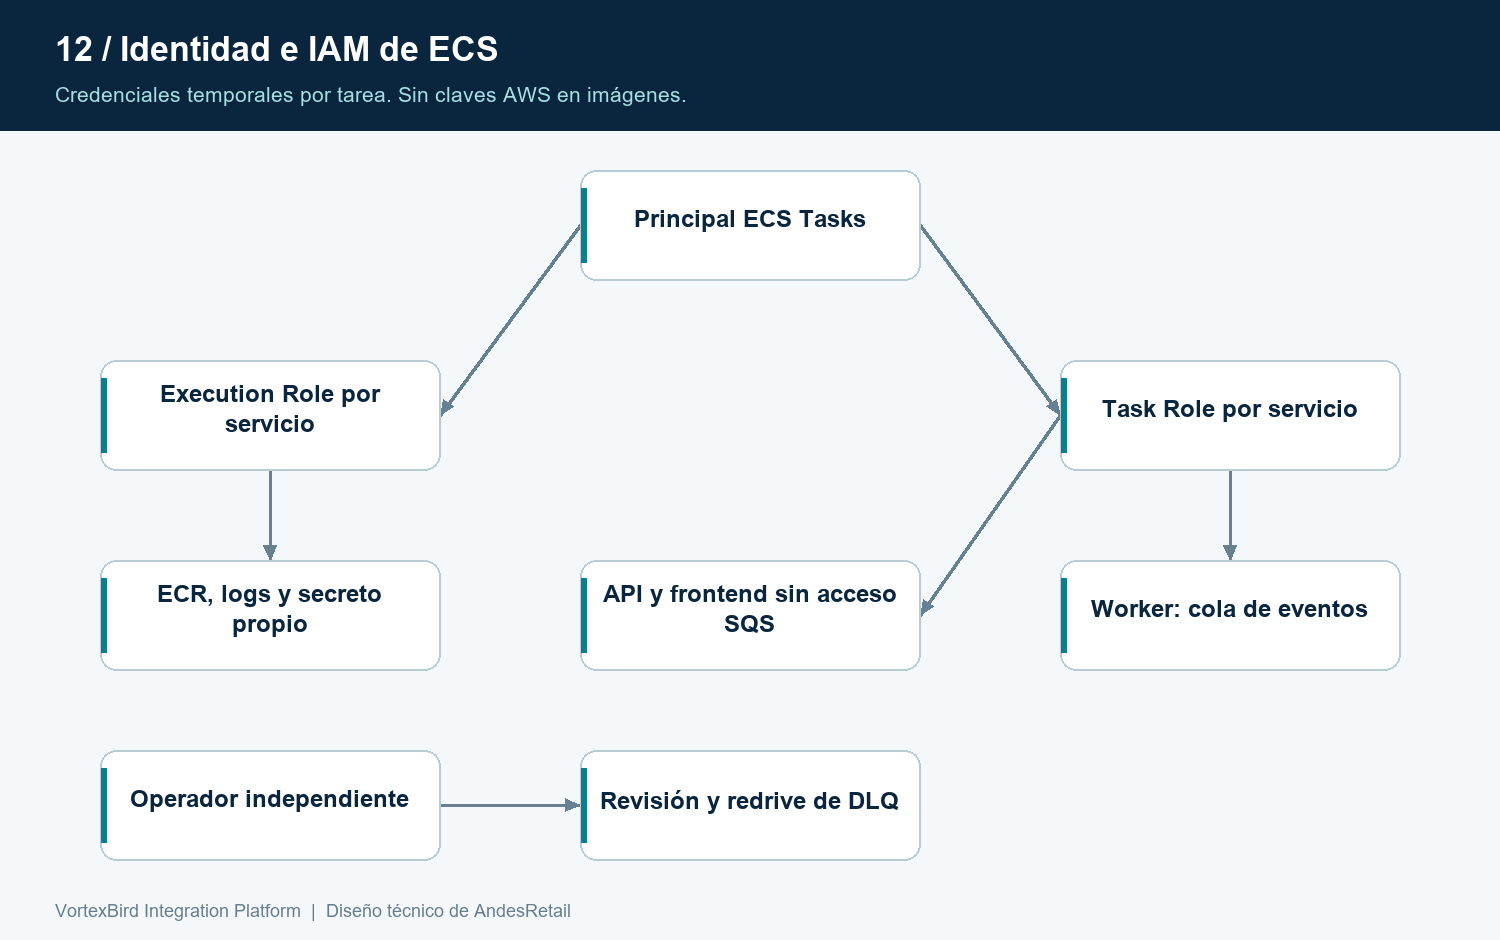 12 / Identidad e IAM de ECS
Credenciales temporales por tarea. Sin claves AWS en imágenes.
Principal ECS Tasks
Execution Role por
servicio
Task Role por servicio
ECR, logs y secreto
propio
API y frontend sin acceso
SQS
Worker: cola de eventos
Operador independiente
Revisión y redrive de DLQ
VortexBird Integration Platform | Diseño técnico de AndesRetail